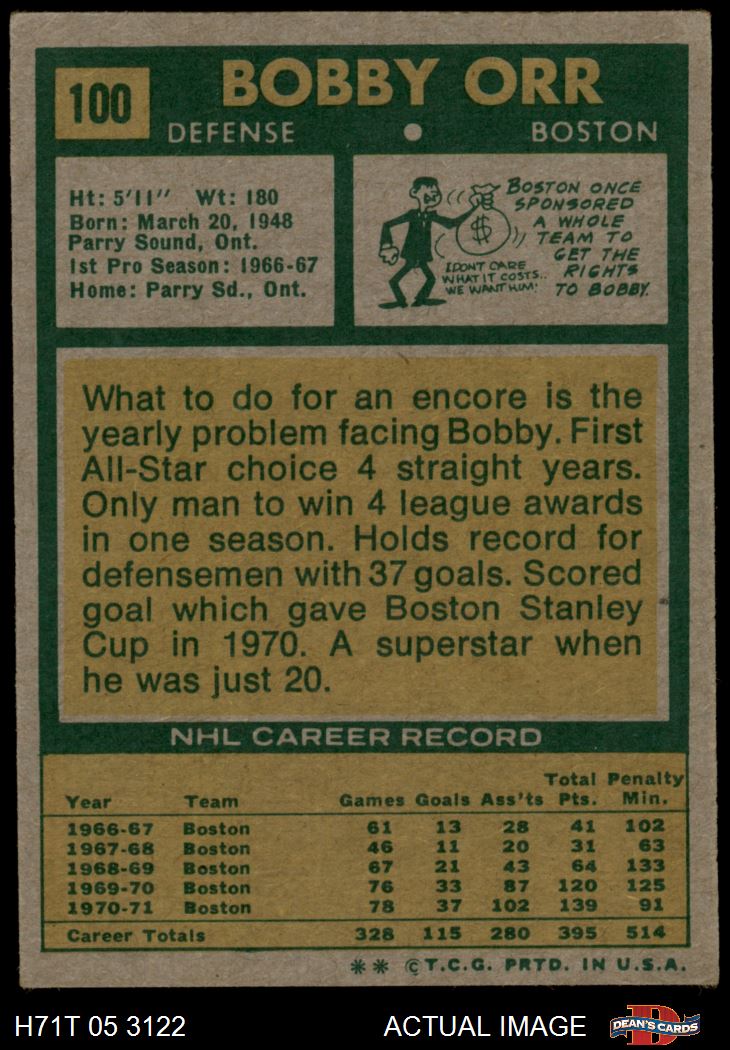 100
BOBBY ORR
DEFENSE
BOSTON
Ht: 5'11'' Wt: 180
Born: March 20, 1948
Parry Sound, Ont.
1st Pro Season: 1966-67
Home: Parry Sd., Ont.
$
I DONT CARE
WHAT IT COSTS..
WE WANT HIM!
BOSTON ONCE
SPONSORED
A WHOLE
TEAM TO
GET THE
RIGHTS
TO BOBBY.
What to do for an encore is the
yearly problem facing Bobby. First
All-Star choice 4 straight years.
Only man to win 4 league awards
in one season. Holds record for
defensemen with 37 goals. Scored
goal which gave Boston Stanley
Cup in 1970. A superstar when
he was just 20.
NHL CAREER RECORD
Year Team Games Goals Ass'ts Total Pts. Penalty Min.
1966-67 Boston 61 13 28 41 102
1967-68 Boston 46 11 20 31 63
1968-69 Boston 67 21 43 64 133
1969-70 Boston 76 33 87 120 125
1970-71 Boston 78 37 102 139 91
Career Totals 328 115 280 395 514
** © T.C.G. PRTD. IN U.S.A.
H71T 05 3122
ACTUAL IMAGE
D
DEAN'S CARDS